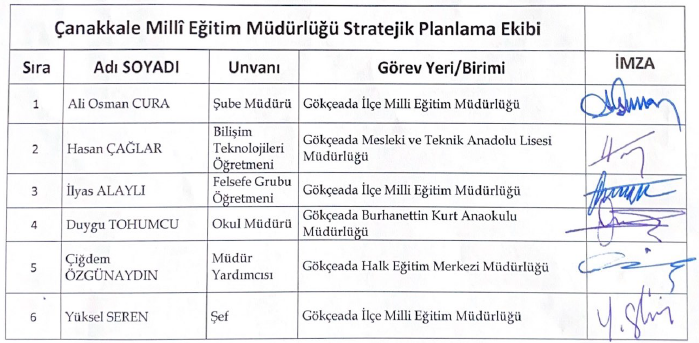 Çanakkale Millî Eğitim Müdürlüğü Stratejik Planlama Ekibi
Sıra Adı SOYADI Unvanı Görev Yeri/Birimi İMZA
1 Ali Osman CURA Şube Müdürü Gökçeada İlçe Milli Eğitim Müdürlüğü
2 Hasan ÇAĞLAR Bilişim
Teknolojileri
Öğretmeni Gökçeada Mesleki ve Teknik Anadolu Lisesi
Müdürlüğü
3 İlyas ALAYLI Felsefe Grubu
Öğretmeni Gökçeada İlçe Milli Eğitim Müdürlüğü
4 Duygu TOHUMCU Okul Müdürü Gökçeada Burhanettin Kurt Anaokulu
Müdürlüğü
5 Çiğdem
ÖZGÜNAYDIN Müdür
Yardımcısı Gökçeada Halk Eğitim Merkezi Müdürlüğü
6 Yüksel SEREN Şef Gökçeada İlçe Milli Eğitim Müdürlüğü